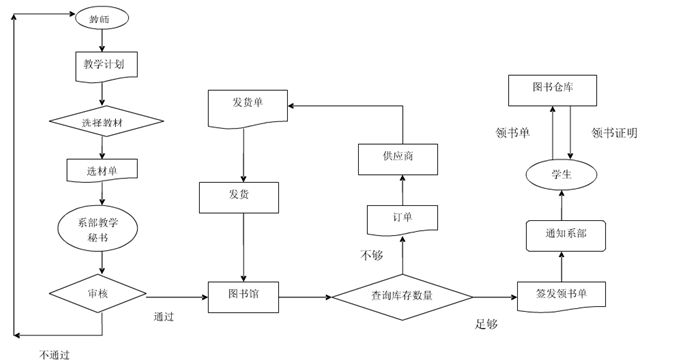 教师
教学计划
选择教材
选材单
系部教学
秘书
审核
不通过
通过
发货单
发货
图书馆
供应商
订单
不够
查询库存数量
足够
图书仓库
领书单
领书证明
学生
通知系部
签发领书单